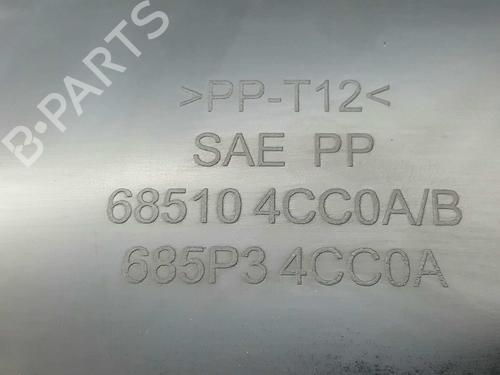 B-PARTS
>PP-T12<
SAE PP
68510 4CC0A/B
685P3 4CC0A